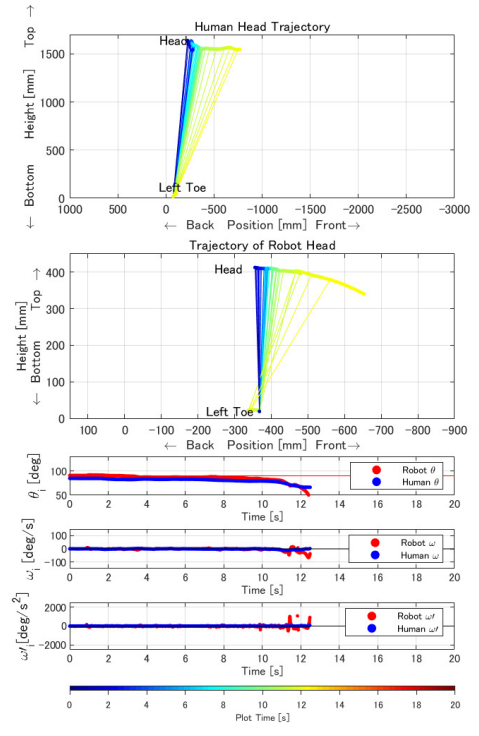 Human Head Trajectory
Height [mm]
← Bottom Top →
1500
1000
500
0
Head
Left Toe
1000 500 0 -500 -1000 -1500 -2000 -2500 -3000
← Back Position [mm] Front→
Trajectory of Robot Head
Height [mm]
← Bottom Top →
400
300
200
100
0
Head
Left Toe
100 0 -100 -200 -300 -400 -500 -600 -700 -800 -900
← Back Position [mm] Front→
θi [deg]
100
50
Robot θ
Human θ
0 2 4 6 8 10 12 14 16 18 20
Time [s]
ωi [deg/s]
100
0
-100
Robot ω
Human ω
0 2 4 6 8 10 12 14 16 18 20
Time [s]
ω′i[deg/s²]
2000
0
-2000
Robot ω′
Human ω′
0 2 4 6 8 10 12 14 16 18 20
Time [s]
0 2 4 6 8 10 12 14 16 18 20
Plot Time [s]